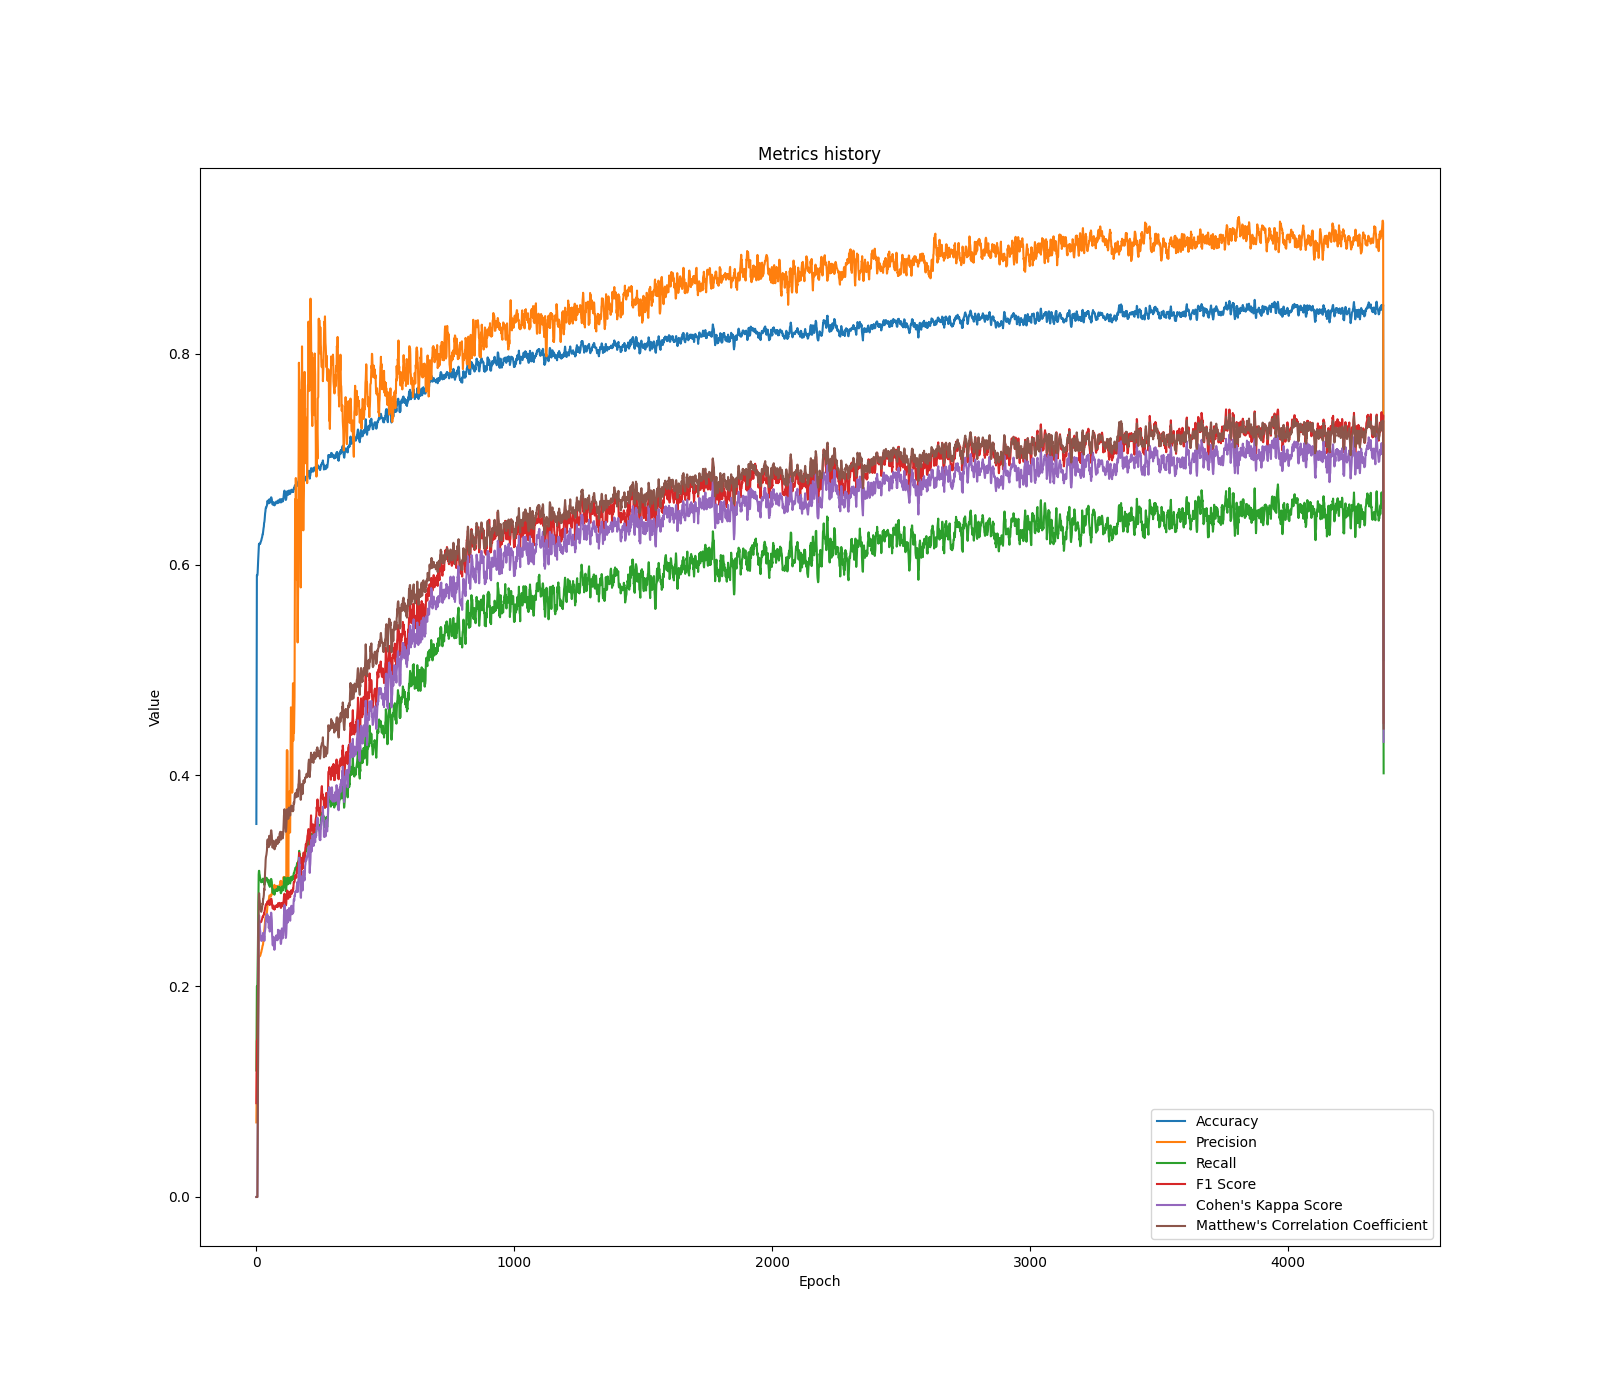 Metrics history
Value
0.8
0.6
0.4
0.2
0.0
0
1000
2000
3000
4000
Epoch
Accuracy
Precision
Recall
F1 Score
Cohen's Kappa Score
Matthew's Correlation Coefficient